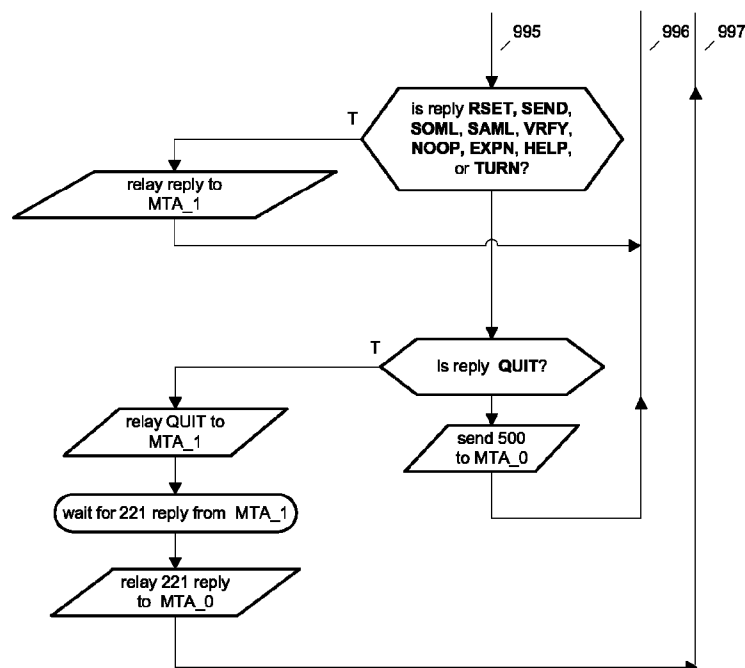 995
996
997
is reply RSET, SEND,
SOML, SAML, VRFY,
NOOP, EXPN, HELP,
or TURN?
T
relay reply to
MTA_1
T
Is reply QUIT?
relay QUIT to
MTA_1
send 500
to MTA_0
wait for 221 reply from MTA_1
relay 221 reply
to MTA_0